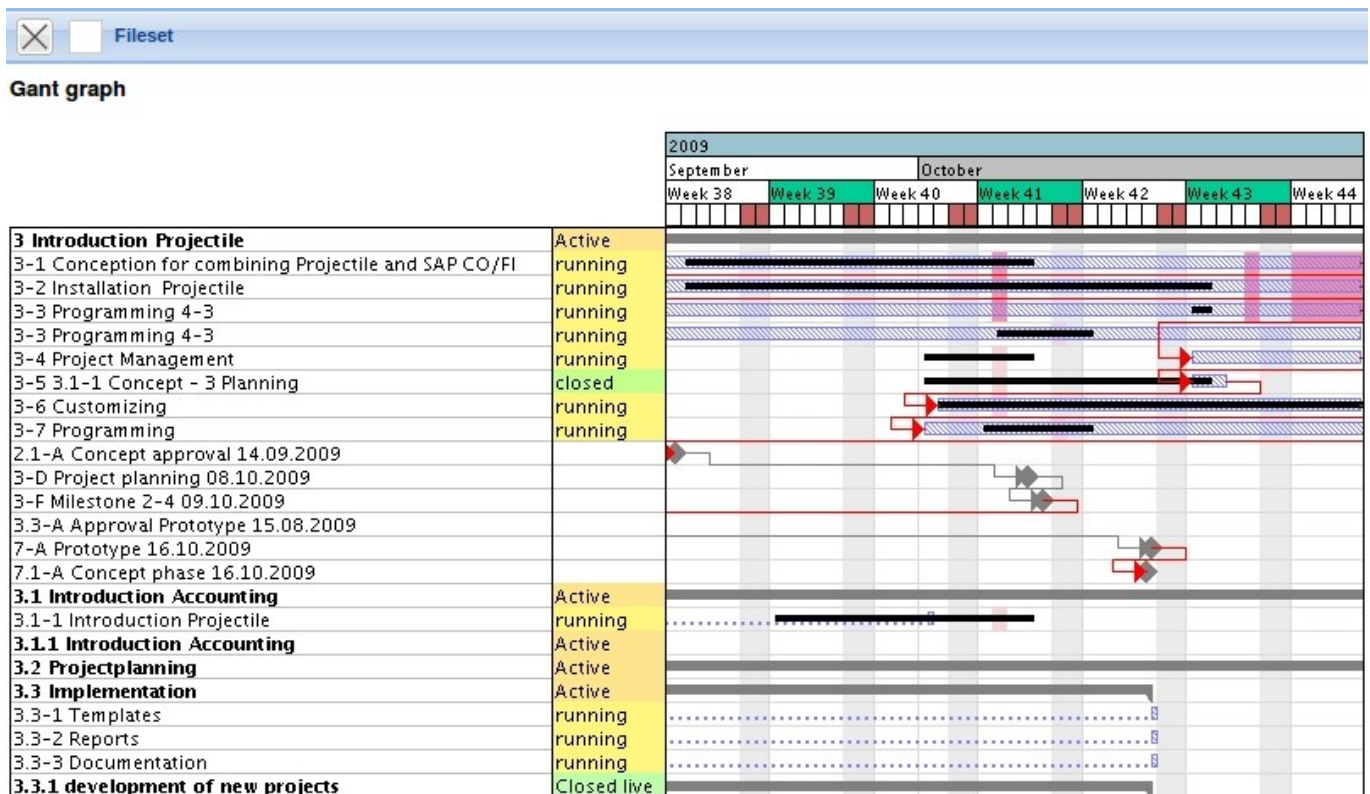 Fileset
Gant graph
2009
September October
Week 38 Week 39 Week 40 Week 41 Week 42 Week 43 Week 44
3 Introduction Projectile Active
3-1 Conception for combining Projectile and SAP CO/FI running
3-2 Installation Projectile running
3-3 Programming 4-3 running
3-3 Programming 4-3 running
3-4 Project Management running
3-5 3.1-1 Concept - 3 Planning closed
3-6 Customizing running
3-7 Programming running
2.1-A Concept approval 14.09.2009
3-D Project planning 08.10.2009
3-F Milestone 2-4 09.10.2009
3.3-A Approval Prototype 15.08.2009
7-A Prototype 16.10.2009
7.1-A Concept phase 16.10.2009
3.1 Introduction Accounting Active
3.1-1 Introduction Projectile running
3.1.1 Introduction Accounting Active
3.2 Projectplanning Active
3.3 Implementation Active
3.3-1 Templates running
3.3-2 Reports running
3.3-3 Documentation running
3.3.1 development of new projects Closed live